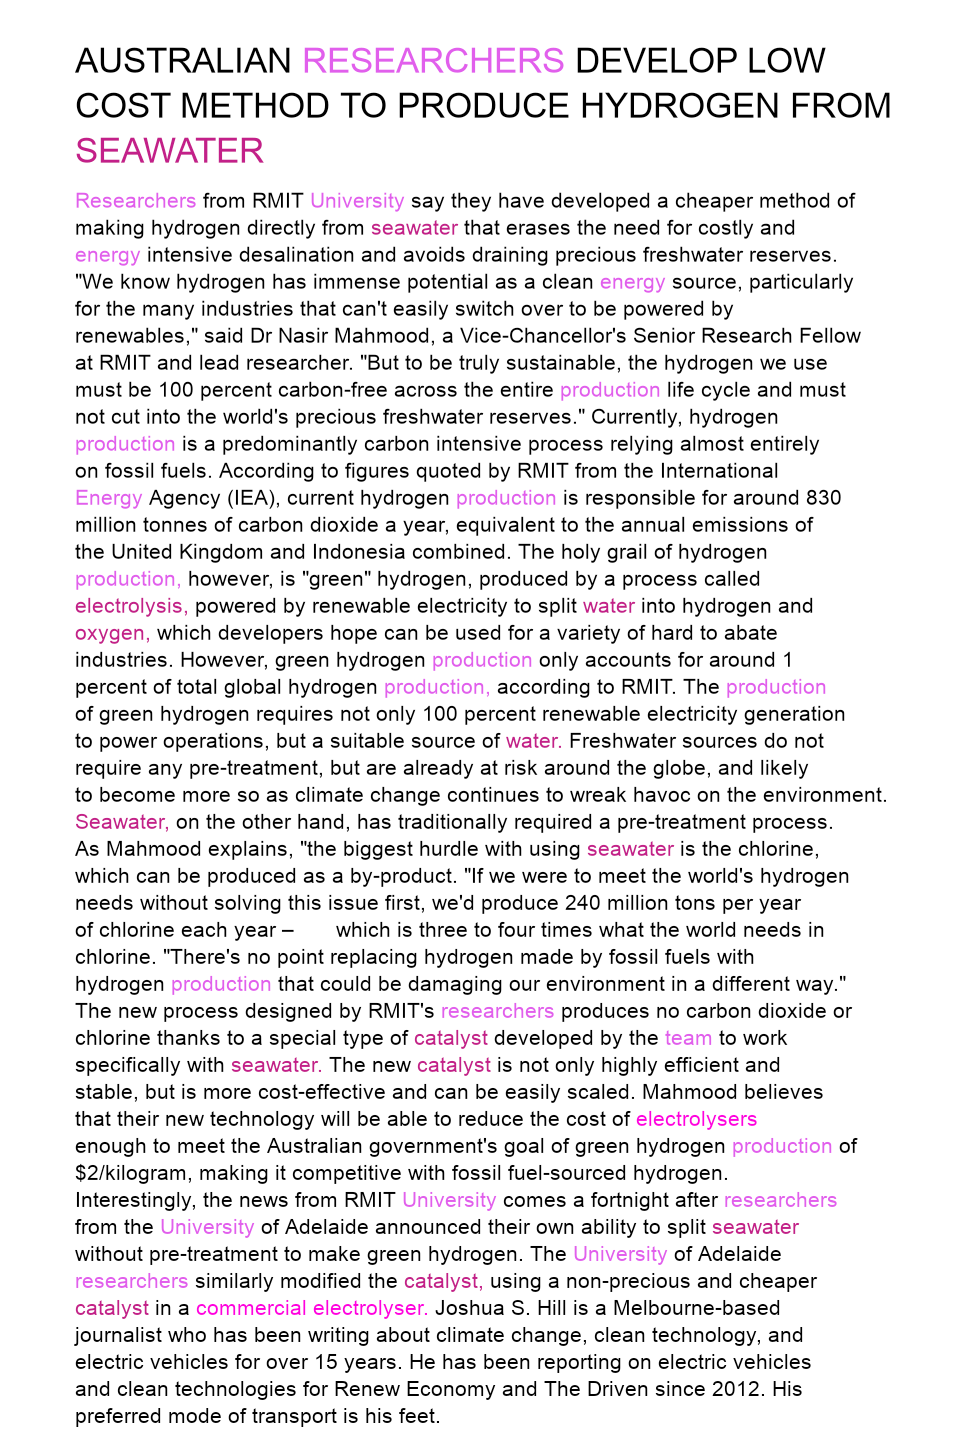 AUSTRALIAN RESEARCHERS DEVELOP LOW
COST METHOD TO PRODUCE HYDROGEN FROM
SEAWATER
Researchers from RMIT University say they have developed a cheaper method of
making hydrogen directly from seawater that erases the need for costly and
energy intensive desalination and avoids draining precious freshwater reserves.
"We know hydrogen has immense potential as a clean energy source, particularly
for the many industries that can't easily switch over to be powered by
renewables," said Dr Nasir Mahmood, a Vice-Chancellor's Senior Research Fellow
at RMIT and lead researcher. "But to be truly sustainable, the hydrogen we use
must be 100 percent carbon-free across the entire production life cycle and must
not cut into the world's precious freshwater reserves." Currently, hydrogen
production is a predominantly carbon intensive process relying almost entirely
on fossil fuels. According to figures quoted by RMIT from the International
Energy Agency (IEA), current hydrogen production is responsible for around 830
million tonnes of carbon dioxide a year, equivalent to the annual emissions of
the United Kingdom and Indonesia combined. The holy grail of hydrogen
production, however, is "green" hydrogen, produced by a process called
electrolysis, powered by renewable electricity to split water into hydrogen and
oxygen, which developers hope can be used for a variety of hard to abate
industries. However, green hydrogen production only accounts for around 1
percent of total global hydrogen production, according to RMIT. The production
of green hydrogen requires not only 100 percent renewable electricity generation
to power operations, but a suitable source of water. Freshwater sources do not
require any pre-treatment, but are already at risk around the globe, and likely
to become more so as climate change continues to wreak havoc on the environment.
Seawater, on the other hand, has traditionally required a pre-treatment process.
As Mahmood explains, "the biggest hurdle with using seawater is the chlorine,
which can be produced as a by-product. "If we were to meet the world's hydrogen
needs without solving this issue first, we'd produce 240 million tons per year
of chlorine each year – which is three to four times what the world needs in
chlorine. "There's no point replacing hydrogen made by fossil fuels with
hydrogen production that could be damaging our environment in a different way."
The new process designed by RMIT's researchers produces no carbon dioxide or
chlorine thanks to a special type of catalyst developed by the team to work
specifically with seawater. The new catalyst is not only highly efficient and
stable, but is more cost-effective and can be easily scaled. Mahmood believes
that their new technology will be able to reduce the cost of electrolysers
enough to meet the Australian government's goal of green hydrogen production of
$2/kilogram, making it competitive with fossil fuel-sourced hydrogen.
Interestingly, the news from RMIT University comes a fortnight after researchers
from the University of Adelaide announced their own ability to split seawater
without pre-treatment to make green hydrogen. The University of Adelaide
researchers similarly modified the catalyst, using a non-precious and cheaper
catalyst in a commercial electrolyser. Joshua S. Hill is a Melbourne-based
journalist who has been writing about climate change, clean technology, and
electric vehicles for over 15 years. He has been reporting on electric vehicles
and clean technologies for Renew Economy and The Driven since 2012. His
preferred mode of transport is his feet.